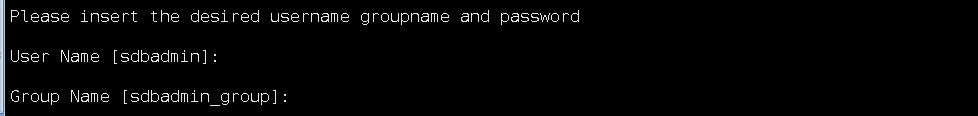 Please insert the desired username groupname and password
User Name [sdbadmin]:
Group Name [sdbadmin_group]: